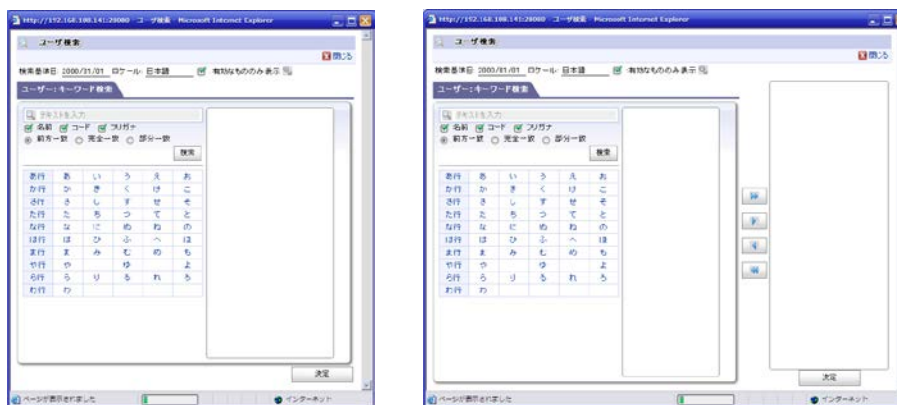 http://192.168.100.141:28080 - ユーザ検索 - Microsoft Internet Explorer
ユーザ検索
閉じる
検索基準日: 2000/01/01 ロケール: 日本語 有効なもののみ表示
ユーザー:キーワード検索
テキストを入力
名前 コード フリガナ
前方一致 完全一致 部分一致
検索
あ行 あ い う え お
か行 か き く け こ
さ行 さ し す せ そ
た行 た ち つ て と
な行 な に ぬ ね の
は行 は ひ ふ へ ほ
ま行 ま み む め も
や行 や ゆ よ
ら行 ら り る れ ろ
わ行 わ
決定
ページが表示されました インターネット
http://192.168.100.141:28080 - ユーザ検索 - Microsoft Internet Explorer
ユーザ検索
閉じる
検索基準日: 2000/01/01 ロケール: 日本語 有効なもののみ表示
ユーザー:キーワード検索
テキストを入力
名前 コード フリガナ
前方一致 完全一致 部分一致
検索
あ行 あ い う え お
か行 か き く け こ
さ行 さ し す せ そ
た行 た ち つ て と
な行 な に ぬ ね の
は行 は ひ ふ へ ほ
ま行 ま み む め も
や行 や ゆ よ
ら行 ら り る れ ろ
わ行 わ
決定
ページが表示されました インターネット